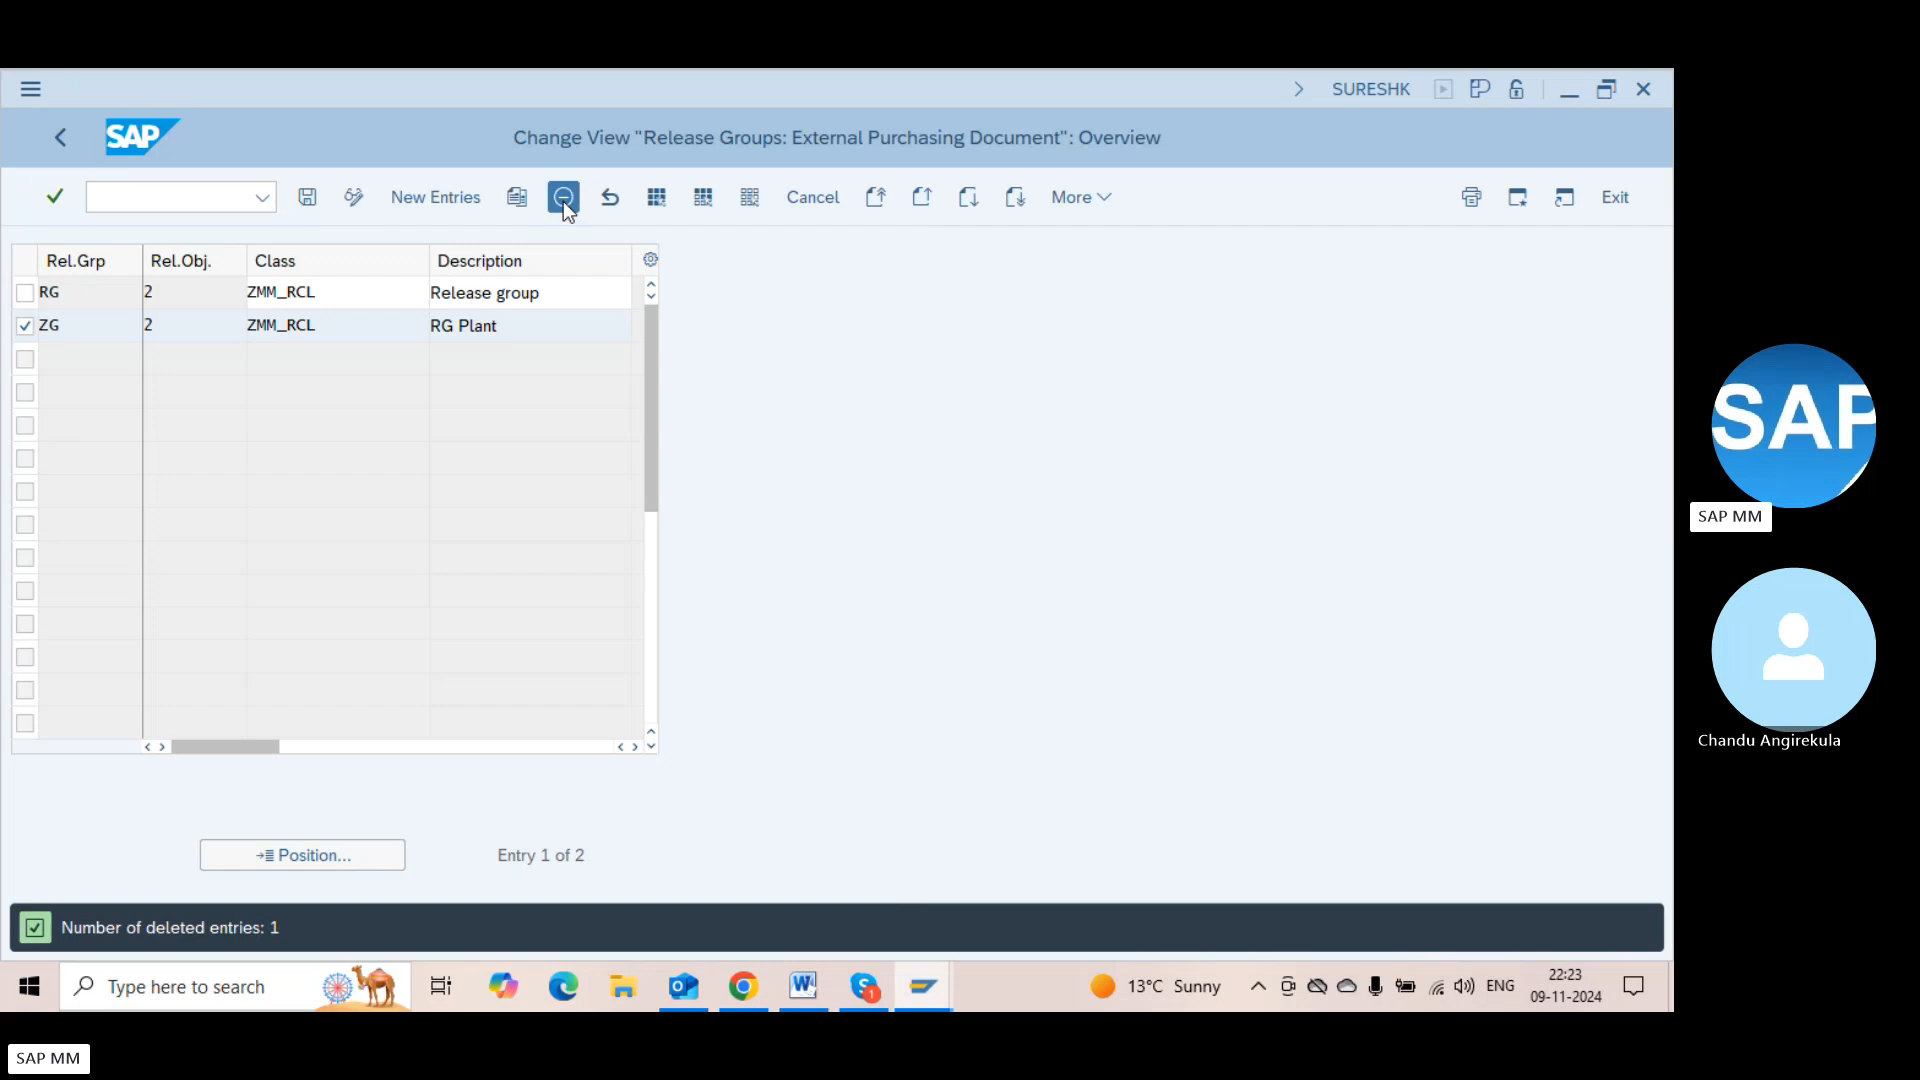 SURESHK
SAP
Change View "Release Groups: External Purchasing Document": Overview
New Entries
Cancel
More
Exit
Rel.Grp Rel.Obj. Class Description
RG 2 ZMM_RCL Release group
ZG 2 ZMM_RCL RG Plant
Position...
Entry 1 of 2
Number of deleted entries: 1
Type here to search
1
13°C Sunny
ENG
22:23
09-11-2024
SAP
SAP MM
Chandu Angirekula
SAP MM